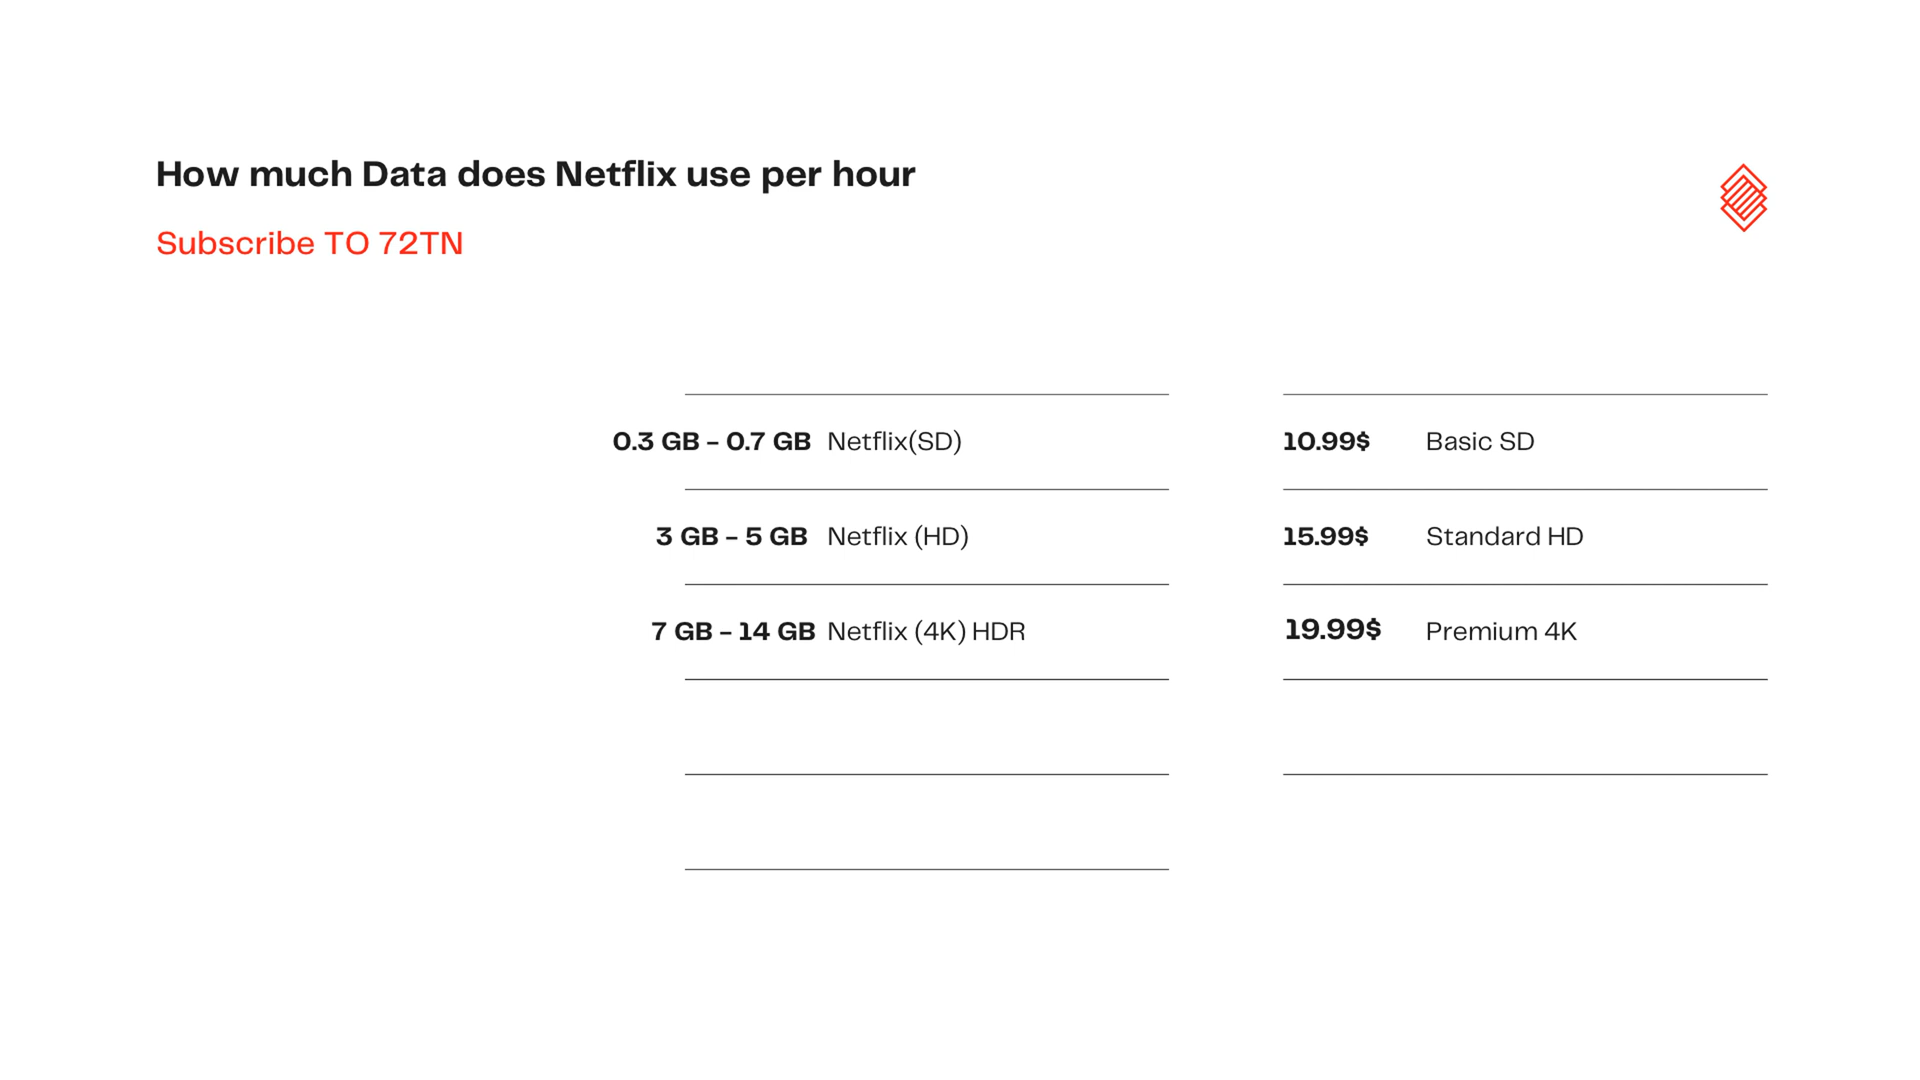 How much Data does Netflix use per hour
Subscribe TO 72TN
0.3 GB - 0.7 GB Netflix(SD)
3 GB - 5 GB Netflix (HD)
7 GB - 14 GB Netflix (4K) HDR
10.99$ Basic SD
15.99$ Standard HD
19.99$ Premium 4K